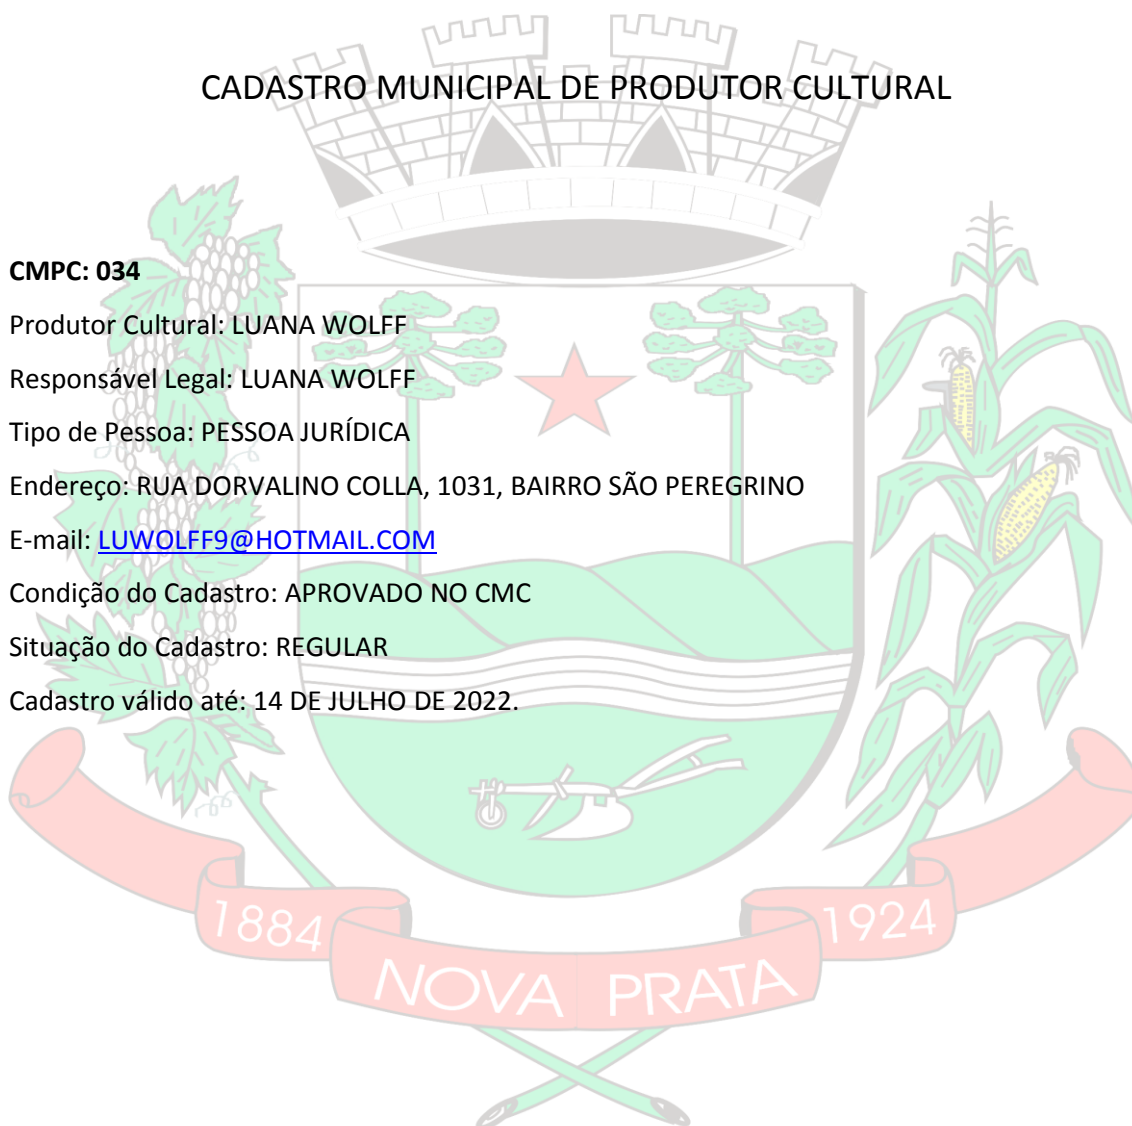 CADASTRO MUNICIPAL DE PRODUTOR CULTURAL
CMPC: 034
Produtor Cultural: LUANA WOLFF
Responsável Legal: LUANA WOLFF
Tipo de Pessoa: PESSOA JURÍDICA
Endereço: RUA DORVALINO COLLA, 1031, BAIRRO SÃO PEREGRINO
E-mail: LUWOLFF9@HOTMAIL.COM
Condição do Cadastro: APROVADO NO CMC
Situação do Cadastro: REGULAR
Cadastro válido até: 14 DE JULHO DE 2022.
1884
1924
NOVA PRATA